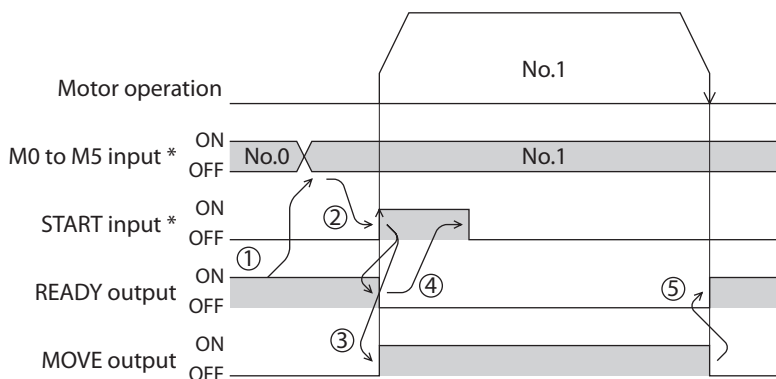 No.1
Motor operation
M0 to M5 input *
ON
OFF
No.0
No.1
START input *
ON
OFF
②
①
④
READY output
ON
OFF
⑤
③
MOVE output
ON
OFF